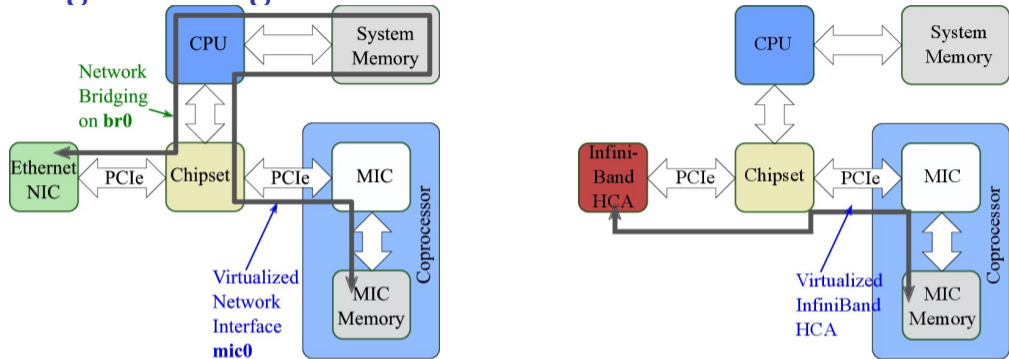 CPU
System
Memory
Network
Bridging
on br0
Ethernet
NIC
PCIe
Chipset
PCIe
MIC
Coprocessor
Virtualized
Network
Interface
mic0
MIC
Memory
CPU
System
Memory
Infini-
Band
HCA
PCIe
Chipset
PCIe
MIC
Coprocessor
Virtualized
InfiniBand
HCA
MIC
Memory